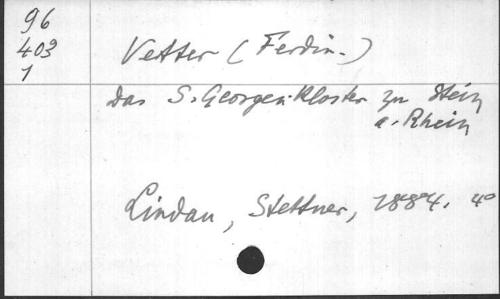 96
403
1
Vetter (Ferdin.)
Das S. Georgen-Kloster zu Stein
a. Rhein
Lindau, Stettner, 1884. 4°